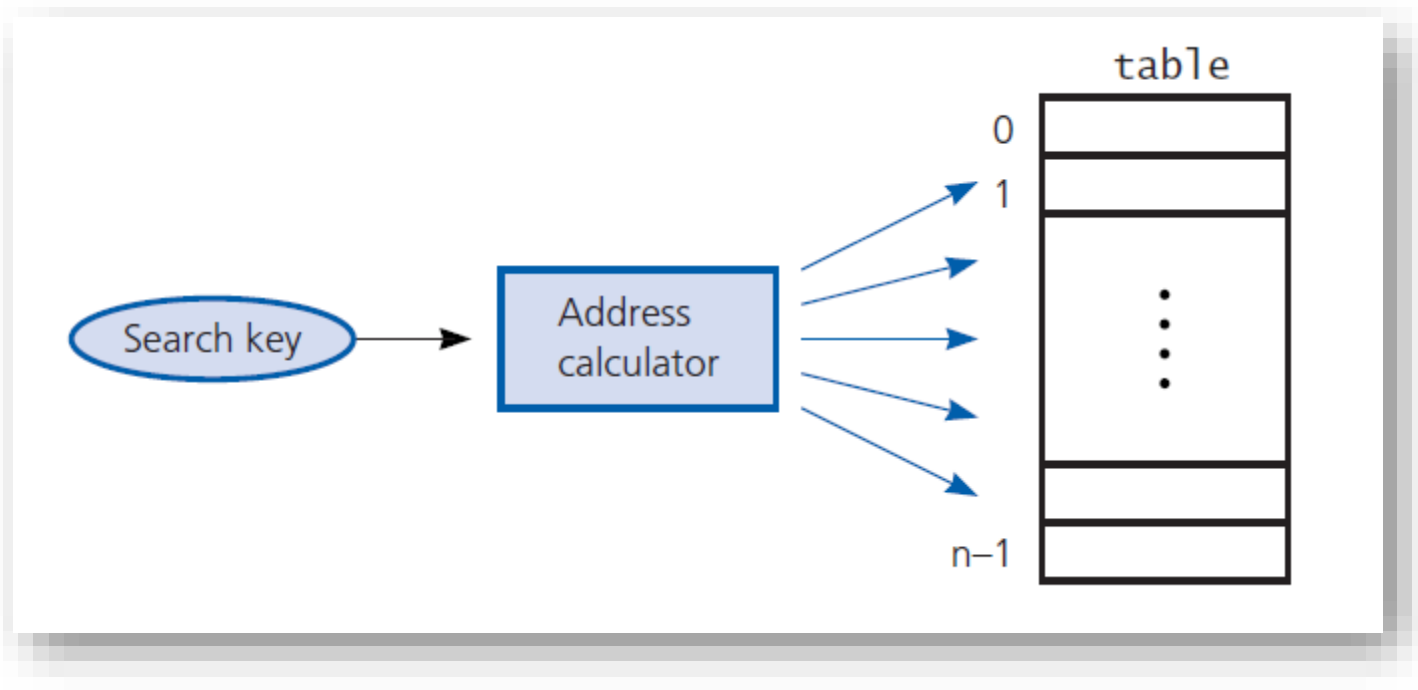 table
0
1
Search key
Address
calculator
n–1